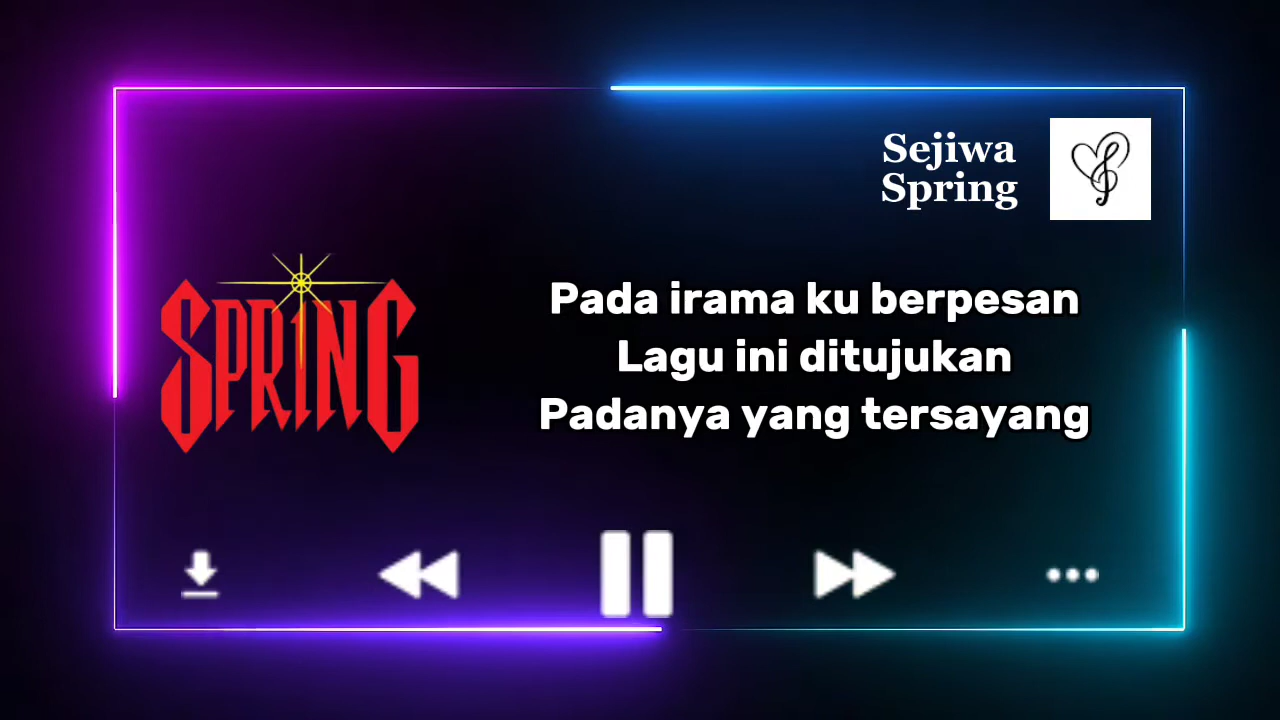 Sejiwa
Spring
SPRING
Pada irama ku berpesan
Lagu ini ditujukan
Padanya yang tersayang